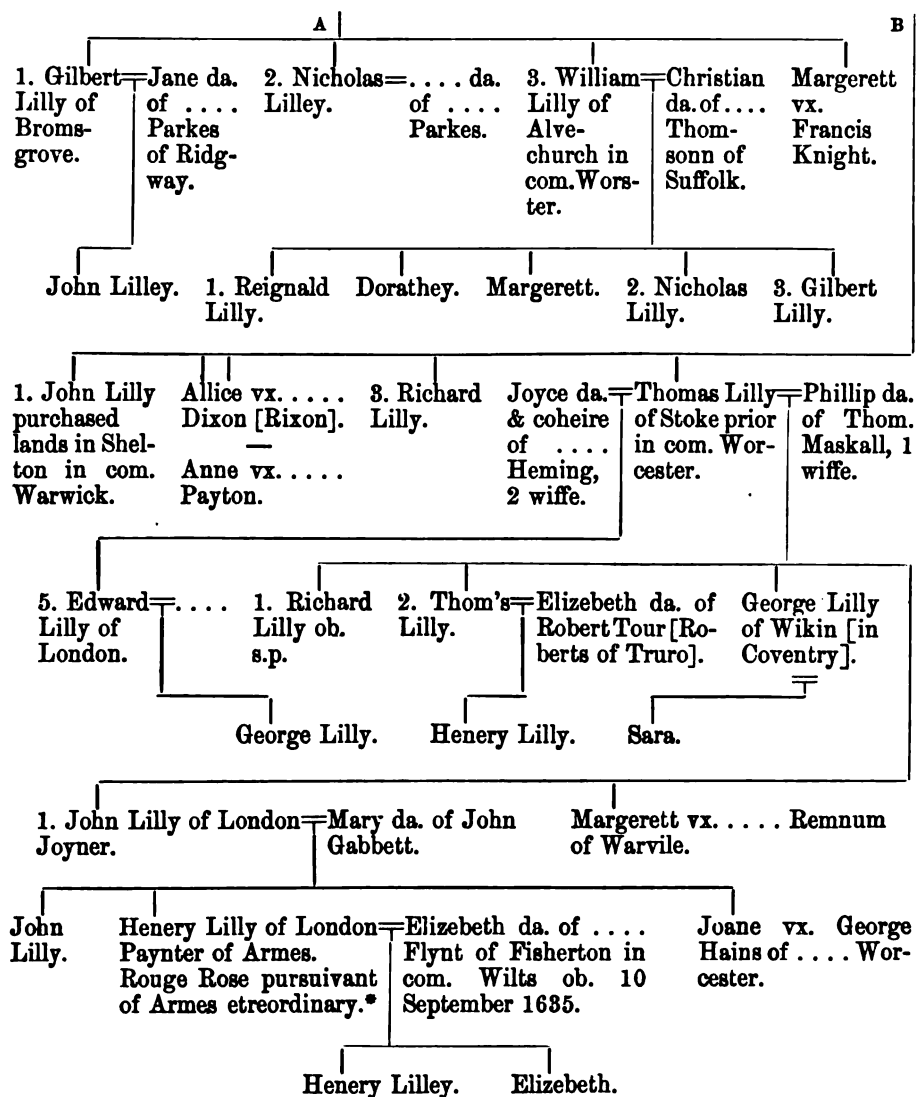 A
B
1. Gilbert
Lilly of
Broms-
grove.
Jane da.
of ....
Parkes
of Ridg-
way.
2. Nicholas
Lilley.
.... da.
of ....
Parkes.
3. William
Lilly of
Alve-
church in
com. Wors-
ter.
Christian
da. of ....
Thom-
sonn of
Suffolk.
Margerett
vx.
Francis
Knight.
John Lilley.
1. Reignald
Lilly.
Dorathey.
Margerett.
2. Nicholas
Lilly.
3. Gilbert
Lilly.
1. John Lilly
purchased
lands in Shel-
ton in com.
Warwick.
Allice vx. ....
Dixon [Rixon].
—
Anne vx. ....
Payton.
3. Richard
Lilly.
Joyce da.
& coheire
of ....
Heming,
2 wiffe.
Thomas Lilly
of Stoke prior
in com. Wor-
cester.
Phillip da.
of Thom.
Maskall, 1
wiffe.
5. Edward
Lilly of
London.
....
1. Richard
Lilly ob.
s.p.
2. Thom's
Lilly.
Elizebeth da. of
Robert Tour [Ro-
berts of Truro].
George Lilly
of Wikin [in
Coventry].
George Lilly.
Henery Lilly.
Sara.
1. John Lilly of London
Joyner.
Mary da. of John
Gabbett.
Margerett vx. .... Remnum
of Warvile.
John
Lilly.
Henery Lilly of London
Paynter of Armes.
Rouge Rose pursuivant
of Armes etreordinary.*
Elizebeth da. of ....
Flynt of Fisherton in
com. Wilts ob. 10
September 1635.
Joane vx. George
Hains of .... Wor-
cester.
Henery Lilley.
Elizebeth.